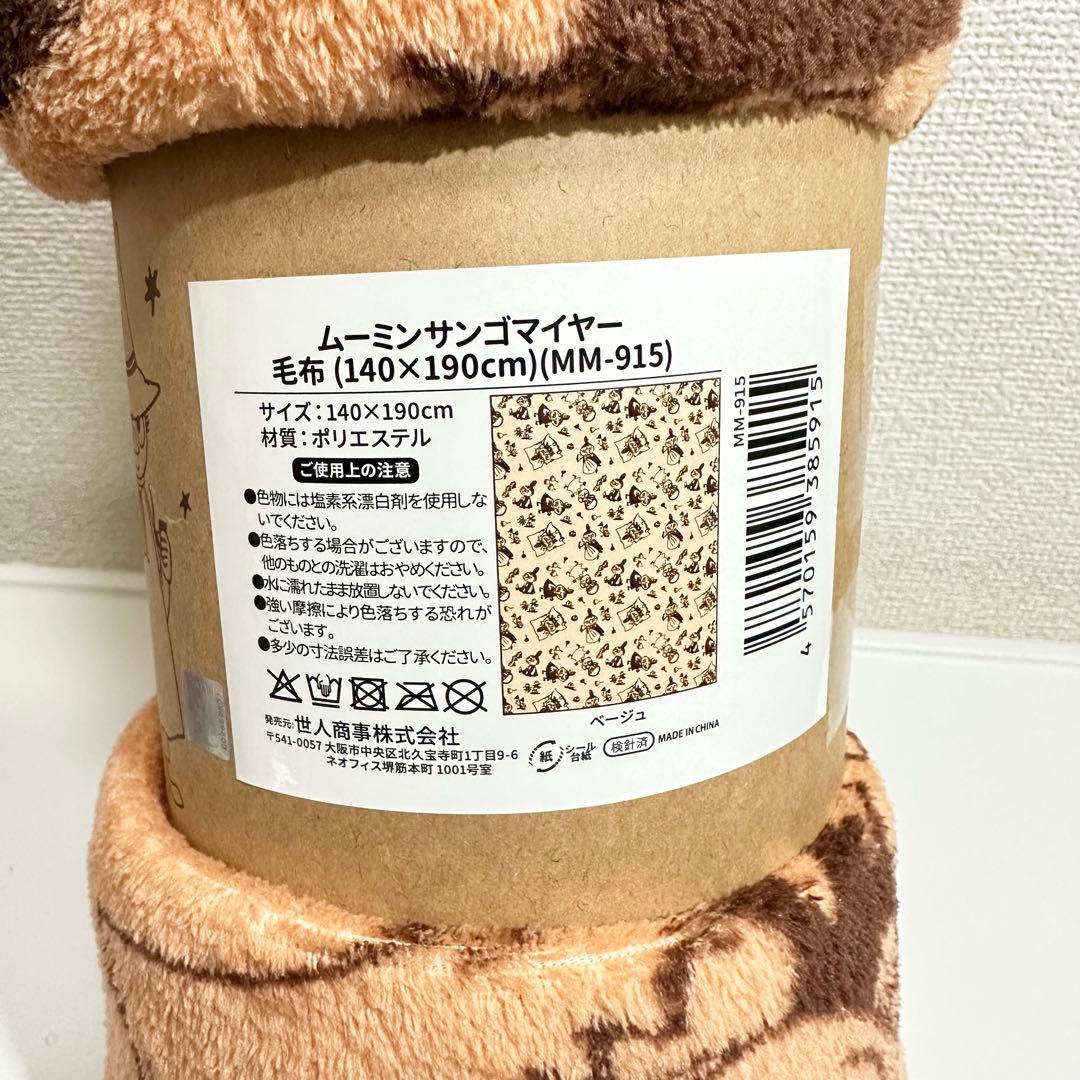 ムーミンサンゴマイヤー
毛布 (140×190cm)(MM-915)
サイズ：140×190cm
材質：ポリエステル
ご使用上の注意
●色物には塩素系漂白剤を使用しな
いでください。
●色落ちする場合がございますので、
他のものとの洗濯はおやめください。
●水に濡れたまま放置しないでください。
●強い摩擦により色落ちする恐れが
ございます。
●多少の寸法誤差はご了承ください。
発売元:世人商事株式会社
〒541-0057 大阪市中央区北久宝寺町1丁目9-6
ネオフィス堺筋本町 1001号室
ベージュ
紙
シール
台紙
検針済
MADE IN CHINA
MM-915
4570159385915